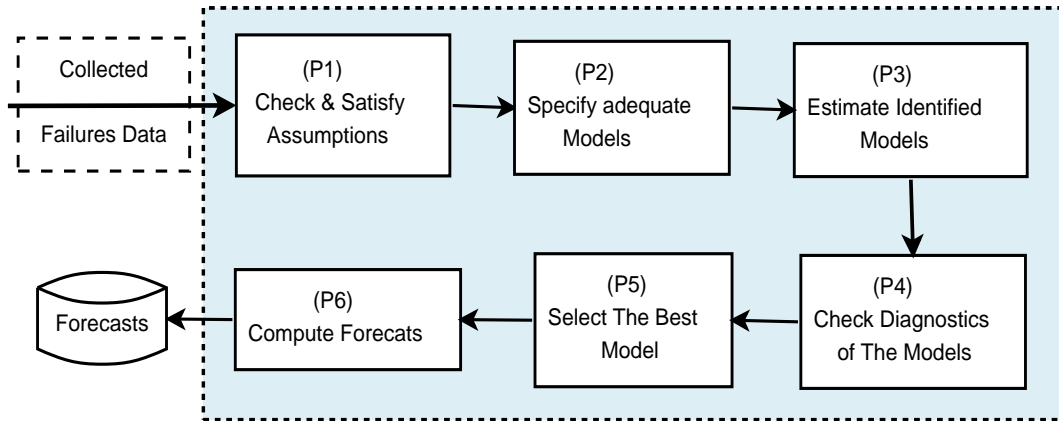 Collected
Failures Data
(P1)
Check & Satisfy
Assumptions
(P2)
Specify adequate
Models
(P3)
Estimate Identified
Models
(P4)
Check Diagnostics
of The Models
(P5)
Select The Best
Model
(P6)
Compute Forecats
Forecasts